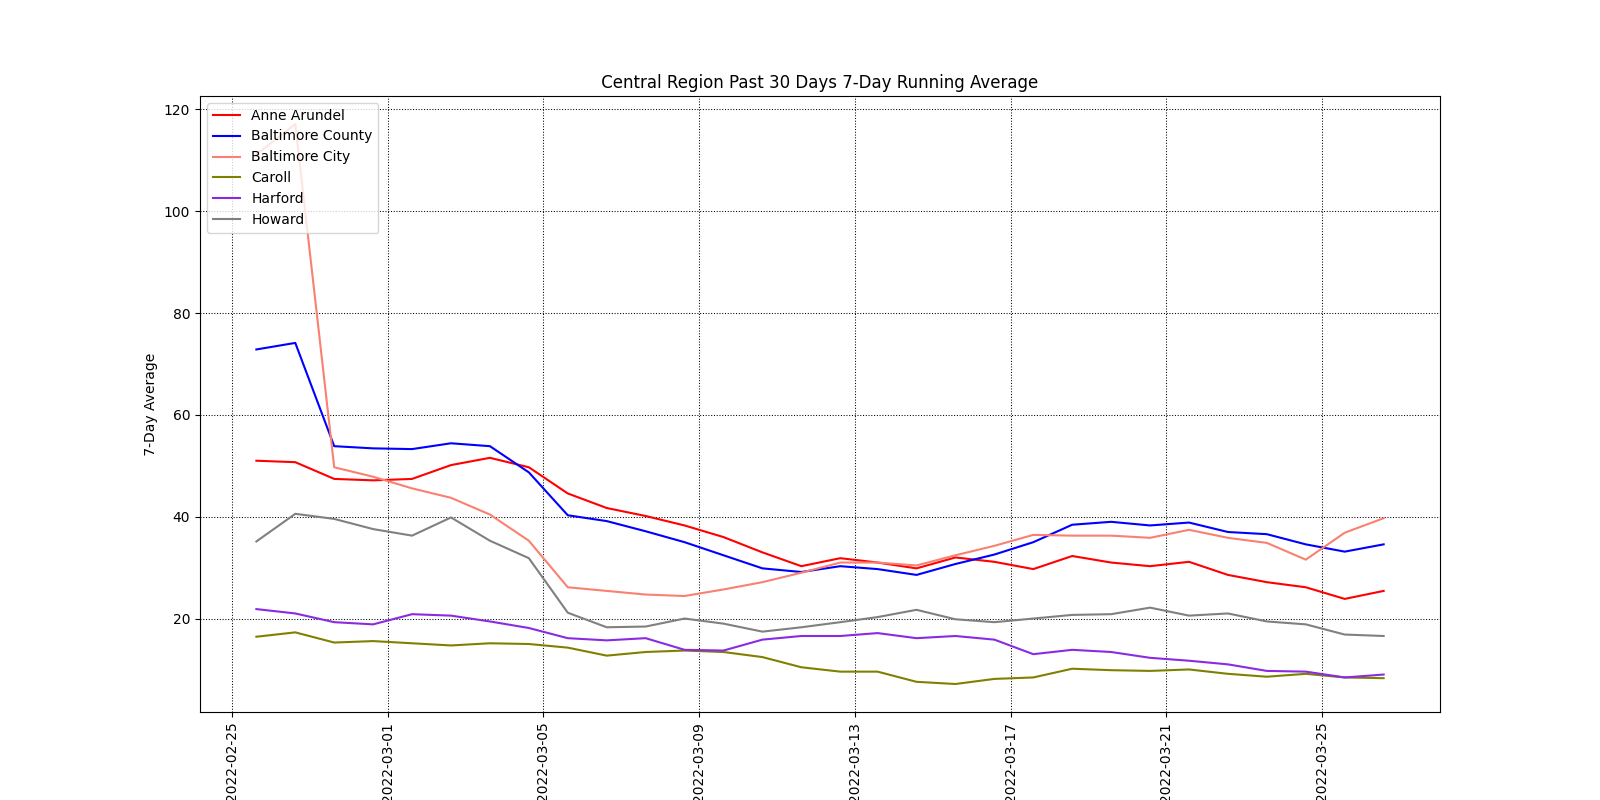 Central Region Past 30 Days 7-Day Running Average
120
100
80
60
40
20
7-Day Average
Anne Arundel
Baltimore County
Baltimore City
Caroll
Harford
Howard
2022-02-25
2022-03-01
2022-03-05
2022-03-09
2022-03-13
2022-03-17
2022-03-21
2022-03-25